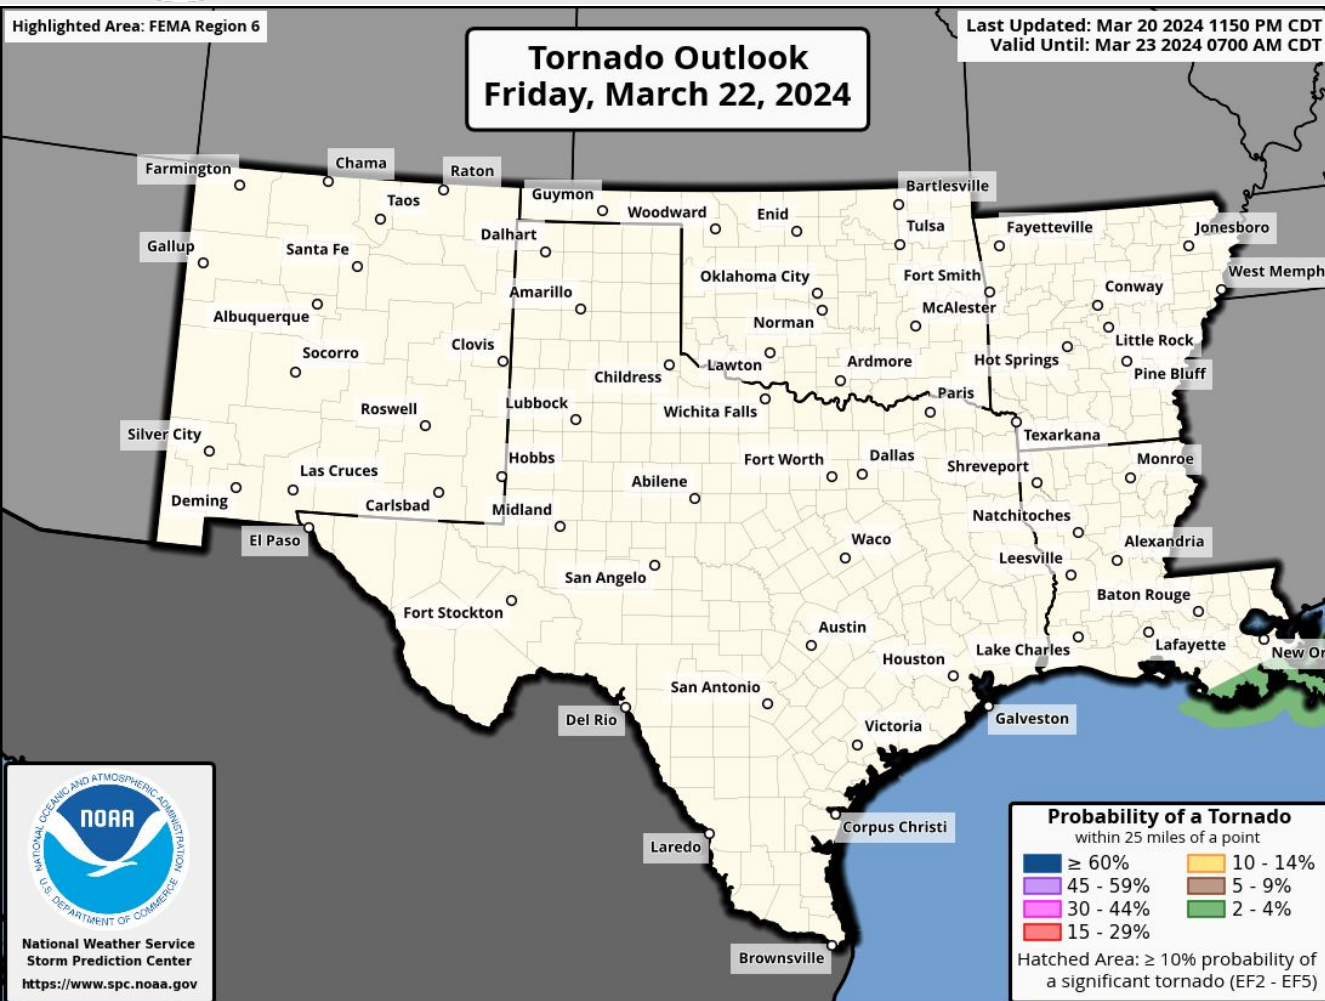 Highlighted Area: FEMA Region 6
Last Updated: Mar 20 2024 1150 PM CDT
Valid Until: Mar 23 2024 0700 AM CDT
Tornado Outlook
Friday, March 22, 2024
Farmington
Chama
Raton
Taos
Guymon
Woodward
Enid
Bartlesville
Tulsa
Fayetteville
Jonesboro
Gallup
Santa Fe
Dalhart
Oklahoma City
Fort Smith
West Memph
Albuquerque
Amarillo
Norman
McAlester
Conway
Little Rock
Socorro
Clovis
Childress
Lawton
Ardmore
Hot Springs
Pine Bluff
Roswell
Lubbock
Wichita Falls
Paris
Texarkana
Silver City
Las Cruces
Hobbs
Abilene
Fort Worth
Dallas
Shreveport
Monroe
Deming
Carlsbad
Midland
Natchitoches
El Paso
San Angelo
Waco
Leesville
Alexandria
Fort Stockton
Austin
Baton Rouge
Houston
Lake Charles
Lafayette
New Or
San Antonio
Del Rio
Victoria
Galveston
Laredo
Corpus Christi
Brownsville
NATIONAL OCEANIC AND ATMOSPHERIC ADMINISTRATION
NOAA
U.S. DEPARTMENT OF COMMERCE
National Weather Service
Storm Prediction Center
https://www.spc.noaa.gov
Probability of a Tornado
within 25 miles of a point
≥ 60%
10 - 14%
45 - 59%
5 - 9%
30 - 44%
2 - 4%
15 - 29%
Hatched Area: ≥ 10% probability of
a significant tornado (EF2 - EF5)